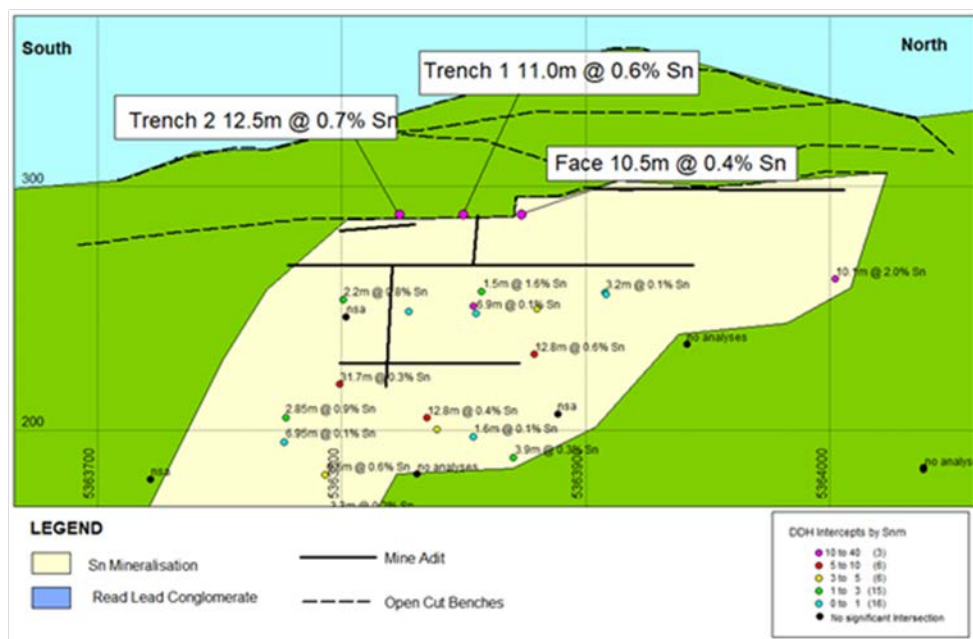 South
North
Trench 1 11.0m @ 0.6% Sn
Trench 2 12.5m @ 0.7% Sn
Face 10.5m @ 0.4% Sn
300
10.1m @ 2.0% Sn
1.5m @ 1.6% Sn
3.2m @ 0.1% Sn
2.2m @ 0.8% Sn
6.9m @ 0.1% Sn
nsa
no analyses
12.8m @ 0.6% Sn
31.7m @ 0.3% Sn
2.85m @ 0.9% Sn
12.8m @ 0.4% Sn
nsa
200
6.95m @ 0.1% Sn
1.6m @ 0.1% Sn
3.9m @ 0.3% Sn
nsa
@ 0.6% Sn
no analyses
no analys
5363700
5363900
5364000
LEGEND
Sn Mineralisation
Mine Adit
Read Lead Conglomerate
Open Cut Benches
DDH Intercepts by Snm
10 to 40 (3)
5 to 10 (6)
3 to 5 (6)
1 to 3 (15)
0 to 1 (16)
No significant Intersection